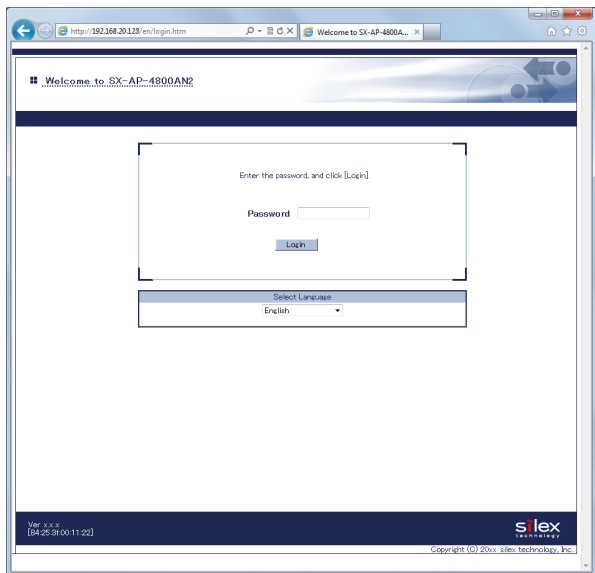 http://192.168.20.123/en/login.htm
Welcome to SX-AP-4800A...
Welcome to SX-AP-4800AN2
Enter the password, and click [Login].
Password
Login
Select Language
English
Ver x.x.x
[84:25:3f:00:11:22]
silex
technology
Copyright (C) 20xx silex technology, Inc.